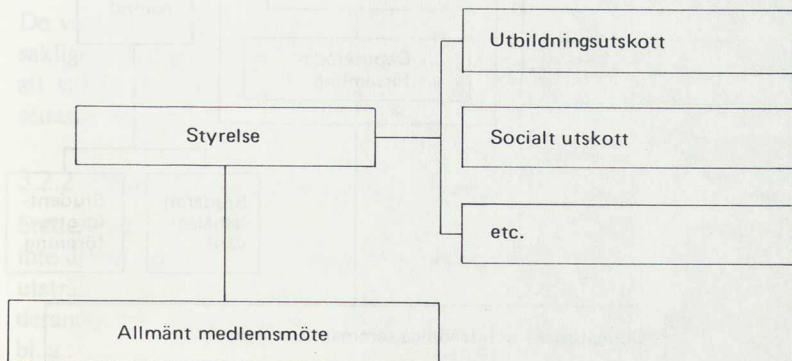 Utbildningsutskott
Styrelse
Socialt utskott
etc.
Allmänt medlemsmöte